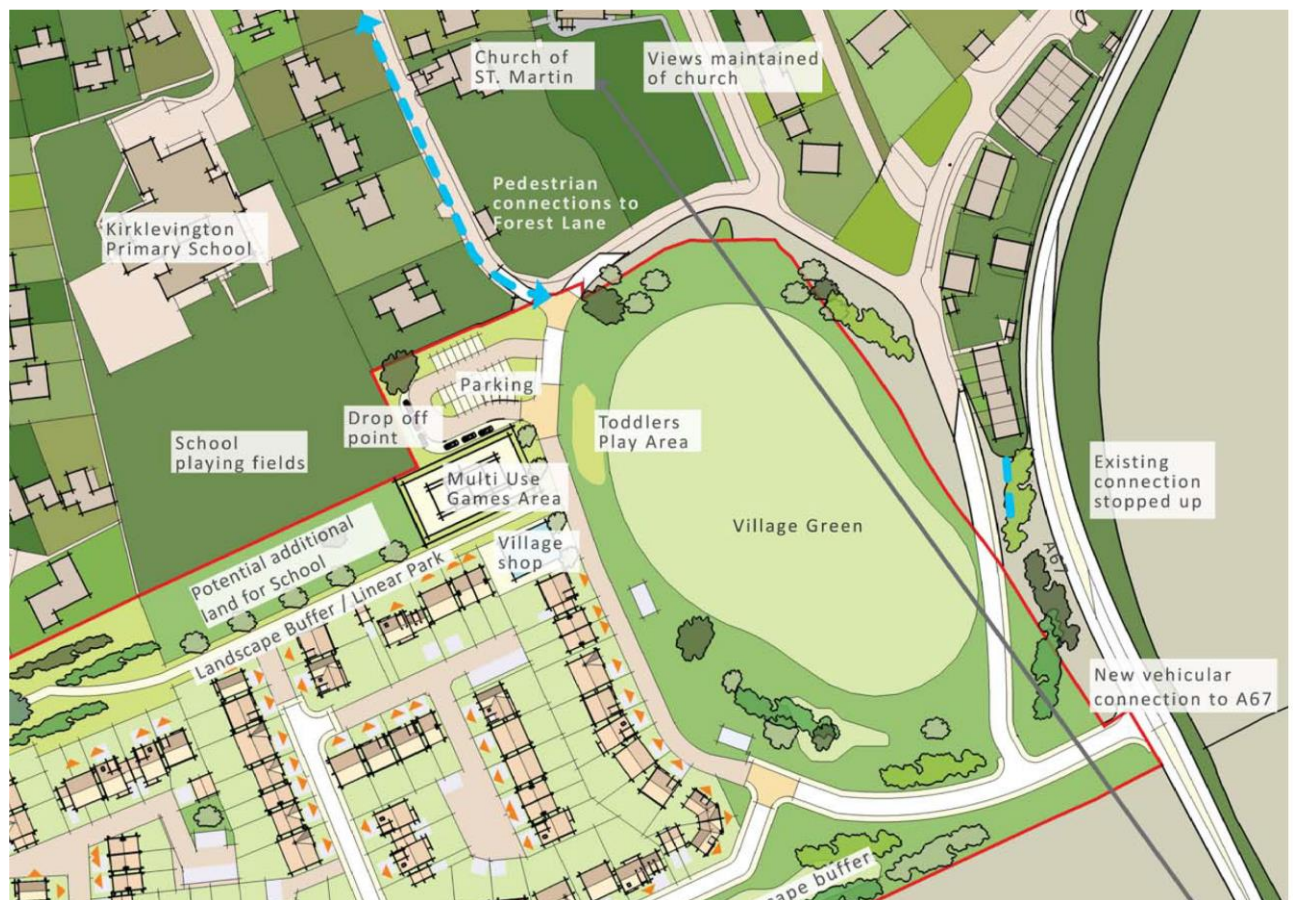 Church of
ST. Martin
Views maintained
of church
Pedestrian
connections to
Forest Lane
Kirklevington
Primary School
Parking
Drop off
point
Toddlers
Play Area
School
playing fields
Multi Use
Games Area
Existing
connection
stopped up
Village Green
Village
shop
A67
Potential additional
land for School
Landscape Buffer / Linear Park
New vehicular
connection to A67
cape buffer